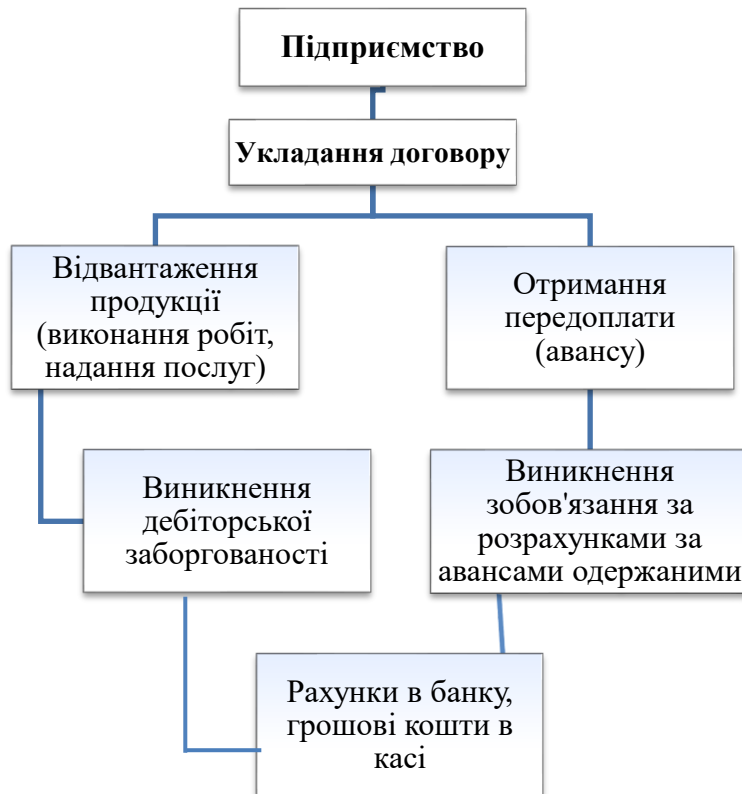 Підприємство
Укладання договору
Відвантаження
продукції
(виконання робіт,
надання послуг)
Отримання
передоплати
(авансу)
Виникнення
дебіторської
заборгованості
Виникнення
зобов'язання за
розрахунками за
авансами одержаними
Рахунки в банку,
грошові кошти в
касі